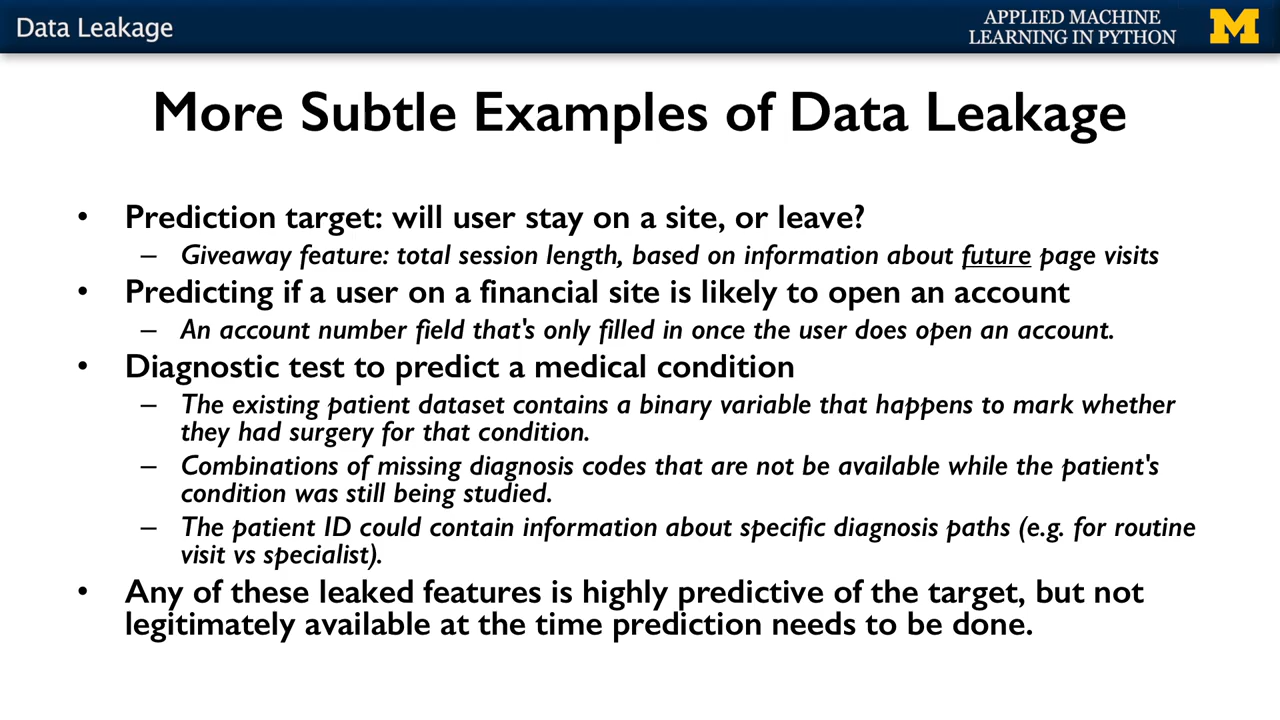 Data Leakage
APPLIED MACHINE
LEARNING IN PYTHON
M
More Subtle Examples of Data Leakage
• Prediction target: will user stay on a site, or leave?
– Giveaway feature: total session length, based on information about future page visits
• Predicting if a user on a financial site is likely to open an account
– An account number field that's only filled in once the user does open an account.
• Diagnostic test to predict a medical condition
– The existing patient dataset contains a binary variable that happens to mark whether
they had surgery for that condition.
– Combinations of missing diagnosis codes that are not be available while the patient's
condition was still being studied.
– The patient ID could contain information about specific diagnosis paths (e.g. for routine
visit vs specialist).
• Any of these leaked features is highly predictive of the target, but not
legitimately available at the time prediction needs to be done.